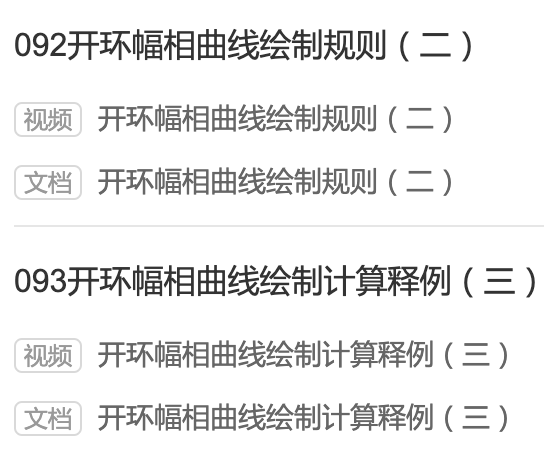 092开环幅相曲线绘制规则（二）
视频 开环幅相曲线绘制规则（二）
文档 开环幅相曲线绘制规则（二）
093开环幅相曲线绘制计算释例（三）
视频 开环幅相曲线绘制计算释例（三）
文档 开环幅相曲线绘制计算释例（三）